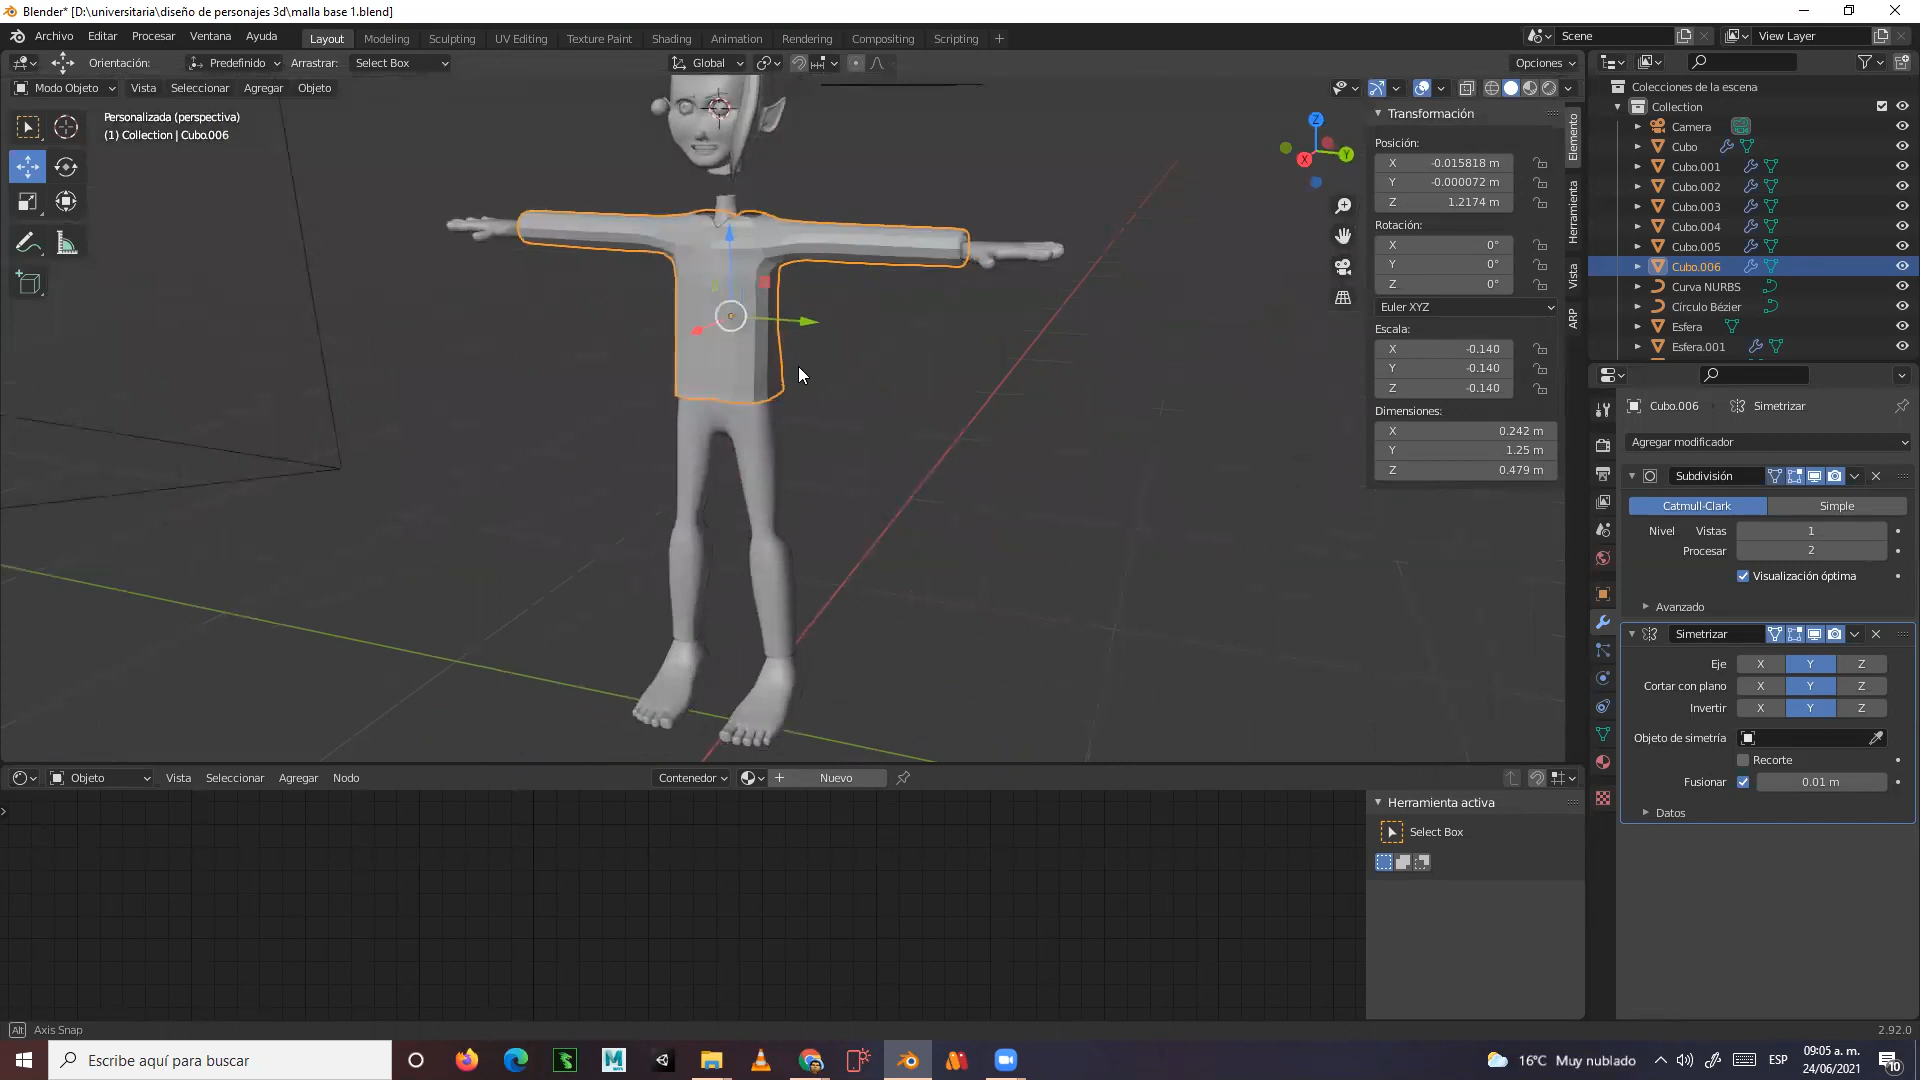 Blender* [D:\universitaria\diseño de personajes 3d\malla base 1.blend]
Archivo Editar Procesar Ventana Ayuda Layout Modeling Sculpting UV Editing Texture Paint Shading Animation Rendering Compositing Scripting + Scene View Layer
Orientación: Predefinido Arrastrar: Select Box Global Opciones
Modo Objeto Vista Seleccionar Agregar Objeto
Personalizada (perspectiva)
(1) Collection | Cubo.006
Z
Y
X
Transformación
Posición:
X -0.015818 m
Y -0.000072 m
Z 1.2174 m
Rotación:
X 0°
Y 0°
Z 0°
Euler XYZ
Escala:
X -0.140
Y -0.140
Z -0.140
Dimensiones:
X 0.242 m
Y 1.25 m
Z 0.479 m
Elemento
Herramienta
Vista
ARP
Colecciones de la escena
Collection
Camera
Cubo
Cubo.001
Cubo.002
Cubo.003
Cubo.004
Cubo.005
Cubo.006
Curva NURBS
Círculo Bézier
Esfera
Esfera.001
Cubo.006 Simetrizar
Agregar modificador
Subdivisión
Catmull-Clark Simple
Nivel Vistas 1
Procesar 2
Visualización óptima
Avanzado
Simetrizar
Eje X Y Z
Cortar con plano X Y Z
Invertir X Y Z
Objeto de simetría
Recorte
Fusionar 0.01 m
Datos
Objeto Vista Seleccionar Agregar Nodo Contenedor + Nuevo
Herramienta activa
Select Box
Alt Axis Snap 2.92.0
Escribe aquí para buscar
16°C Muy nublado ESP
09:05 a. m.
24/06/2021
10